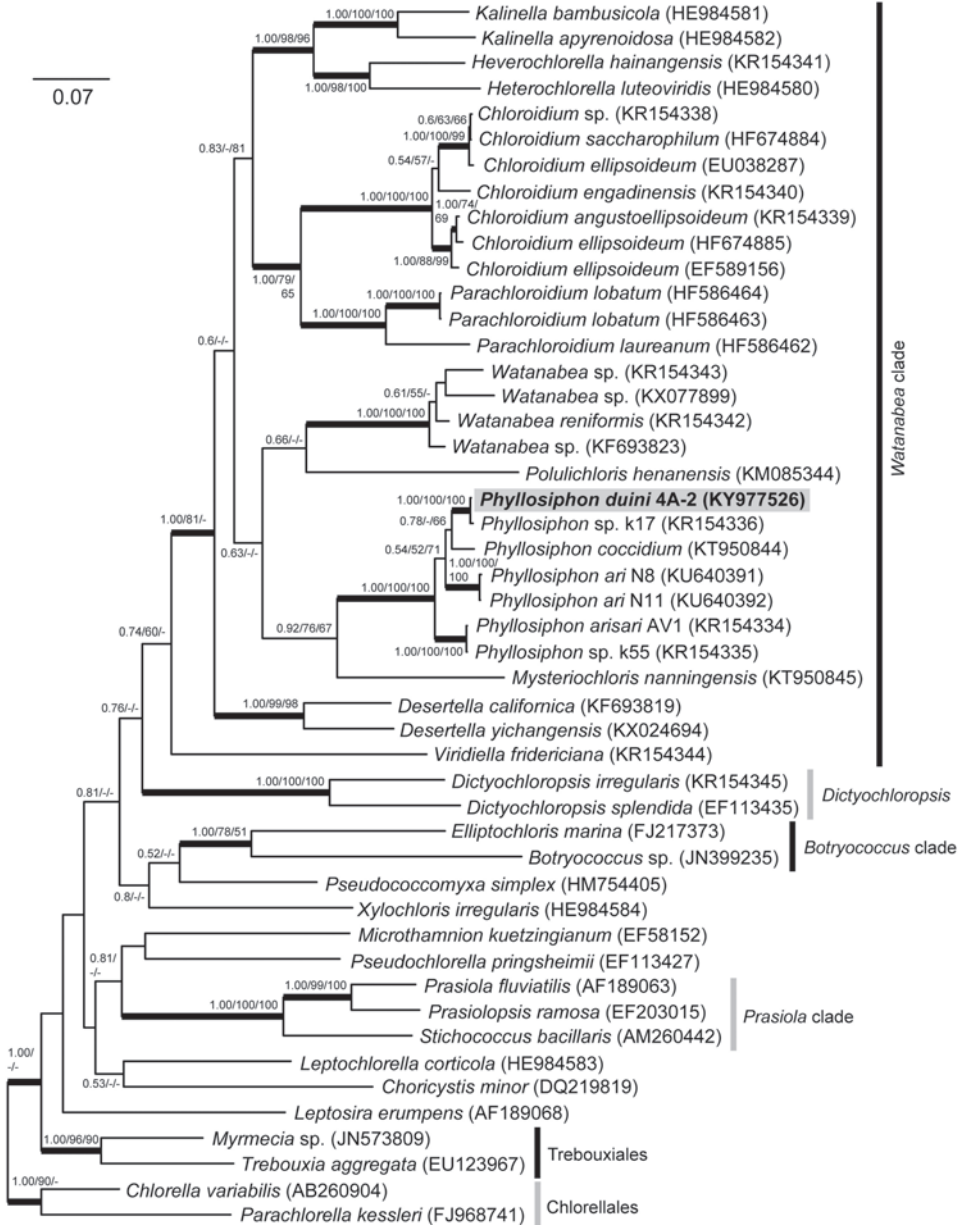 1.00/98/96
Kalinella bambusicola (HE984581)
Kalinella apyrenoidosa (HE984582)
0.07
1.00/100/100
Heverochlorella hainangensis (KR154341)
1.00/98/100
Heterochlorella luteoviridis (HE984580)
0.83/-/81
0.6/63/66
Chloroidium sp. (KR154338)
1.00/100/99
Chloroidium saccharophilum (HF674884)
0.54/57/-
Chloroidium ellipsoideum (EU038287)
1.00/100/100
Chloroidium engadinensis (KR154340)
1.00/74/
69
Chloroidium angustoellipsoideum (KR154339)
Chloroidium ellipsoideum (HF674885)
1.00/88/99
Chloroidium ellipsoideum (EF589156)
1.00/79/
65
1.00/100/100
Parachloroidium lobatum (HF586464)
1.00/100/100
Parachloroidium lobatum (HF586463)
Parachloroidium laureanum (HF586462)
0.6/-/-
Watanabea sp. (KR154343)
0.61/55/-
Watanabea sp. (KX077899)
1.00/100/100
Watanabea reniformis (KR154342)
0.66/-/-
Watanabea sp. (KF693823)
Polulichloris henanensis (KM085344)
1.00/100/100
Phyllosiphon duini 4A-2 (KY977526)
0.78/-/66
Phyllosiphon sp. k17 (KR154336)
1.00/81/-
0.63/-/-
0.54/52/71
Phyllosiphon coccidium (KT950844)
1.00/100/
100
Phyllosiphon ari N8 (KU640391)
1.00/100/100
Phyllosiphon ari N11 (KU640392)
0.92/76/67
Phyllosiphon arisari AV1 (KR154334)
1.00/100/100
Phyllosiphon sp. k55 (KR154335)
Mysteriochloris nanningensis (KT950845)
Watanabea clade
0.74/60/-
1.00/99/98
Desertella californica (KF693819)
Desertella yichangensis (KX024694)
0.76/-/-
Viridiella fridericiana (KR154344)
1.00/100/100
Dictyochloropsis irregularis (KR154345)
Dictyochloropsis splendida (EF113435)
Dictyochloropsis
0.81/-/-
1.00/78/51
Elliptochloris marina (FJ217373)
Botryococcus sp. (JN399235)
Botryococcus clade
0.52/-/-
Pseudococcomyxa simplex (HM754405)
0.8/-/-
Xylochloris irregularis (HE984584)
0.81/
-/-
Microthamnion kuetzingianum (EF58152)
Pseudochlorella pringsheimii (EF113427)
1.00/99/100
Prasiola fluviatilis (AF189063)
1.00/100/100
Prasiolopsis ramosa (EF203015)
Stichococcus bacillaris (AM260442)
Prasiola clade
1.00/
-/-
Leptochlorella corticola (HE984583)
0.53/-/-
Choricystis minor (DQ219819)
Leptosira erumpens (AF189068)
1.00/96/90
Myrmecia sp. (JN573809)
Trebouxia aggregata (EU123967)
Trebouxiales
1.00/90/-
Chlorella variabilis (AB260904)
Parachlorella kessleri (FJ968741)
Chlorellales